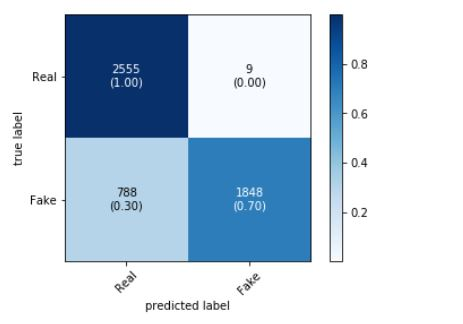 2555
(1.00)
9
(0.00)
Real
0.8
0.6
true label
0.4
788
(0.30)
1848
(0.70)
Fake
0.2
Real
Fake
predicted label